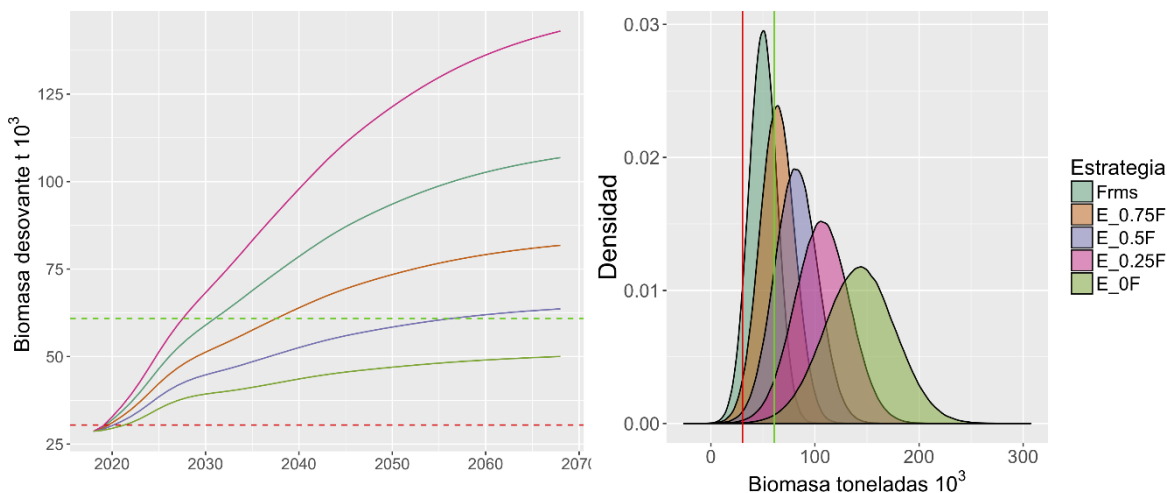 Biomasa desovante t 10³
125
100
75
50
25
2020
2030
2040
2050
2060
2070
Densidad
0.03
0.02
0.01
0.00
0
100
200
300
Biomasa toneladas 10³
Estrategia
Frms
E_0.75F
E_0.5F
E_0.25F
E_0F